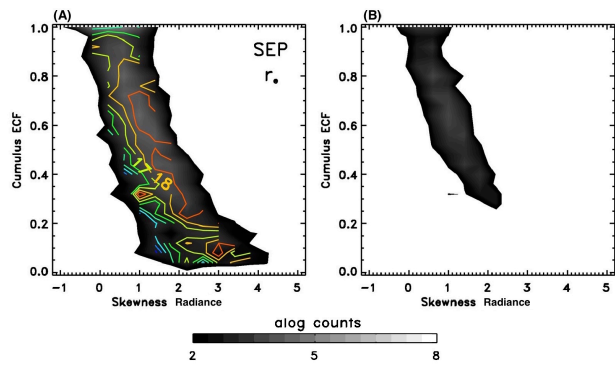 (A)
(B)
SEP
r.
17 18
Cumulus ECF
1.0
0.8
0.6
0.4
0.2
0.0
-1 0 1 2 3 4 5
Skewness Radiance
Cumulus ECF
1.0
0.8
0.6
0.4
0.2
0.0
-1 0 1 2 3 4 5
Skewness Radiance
alog counts
2 5 8